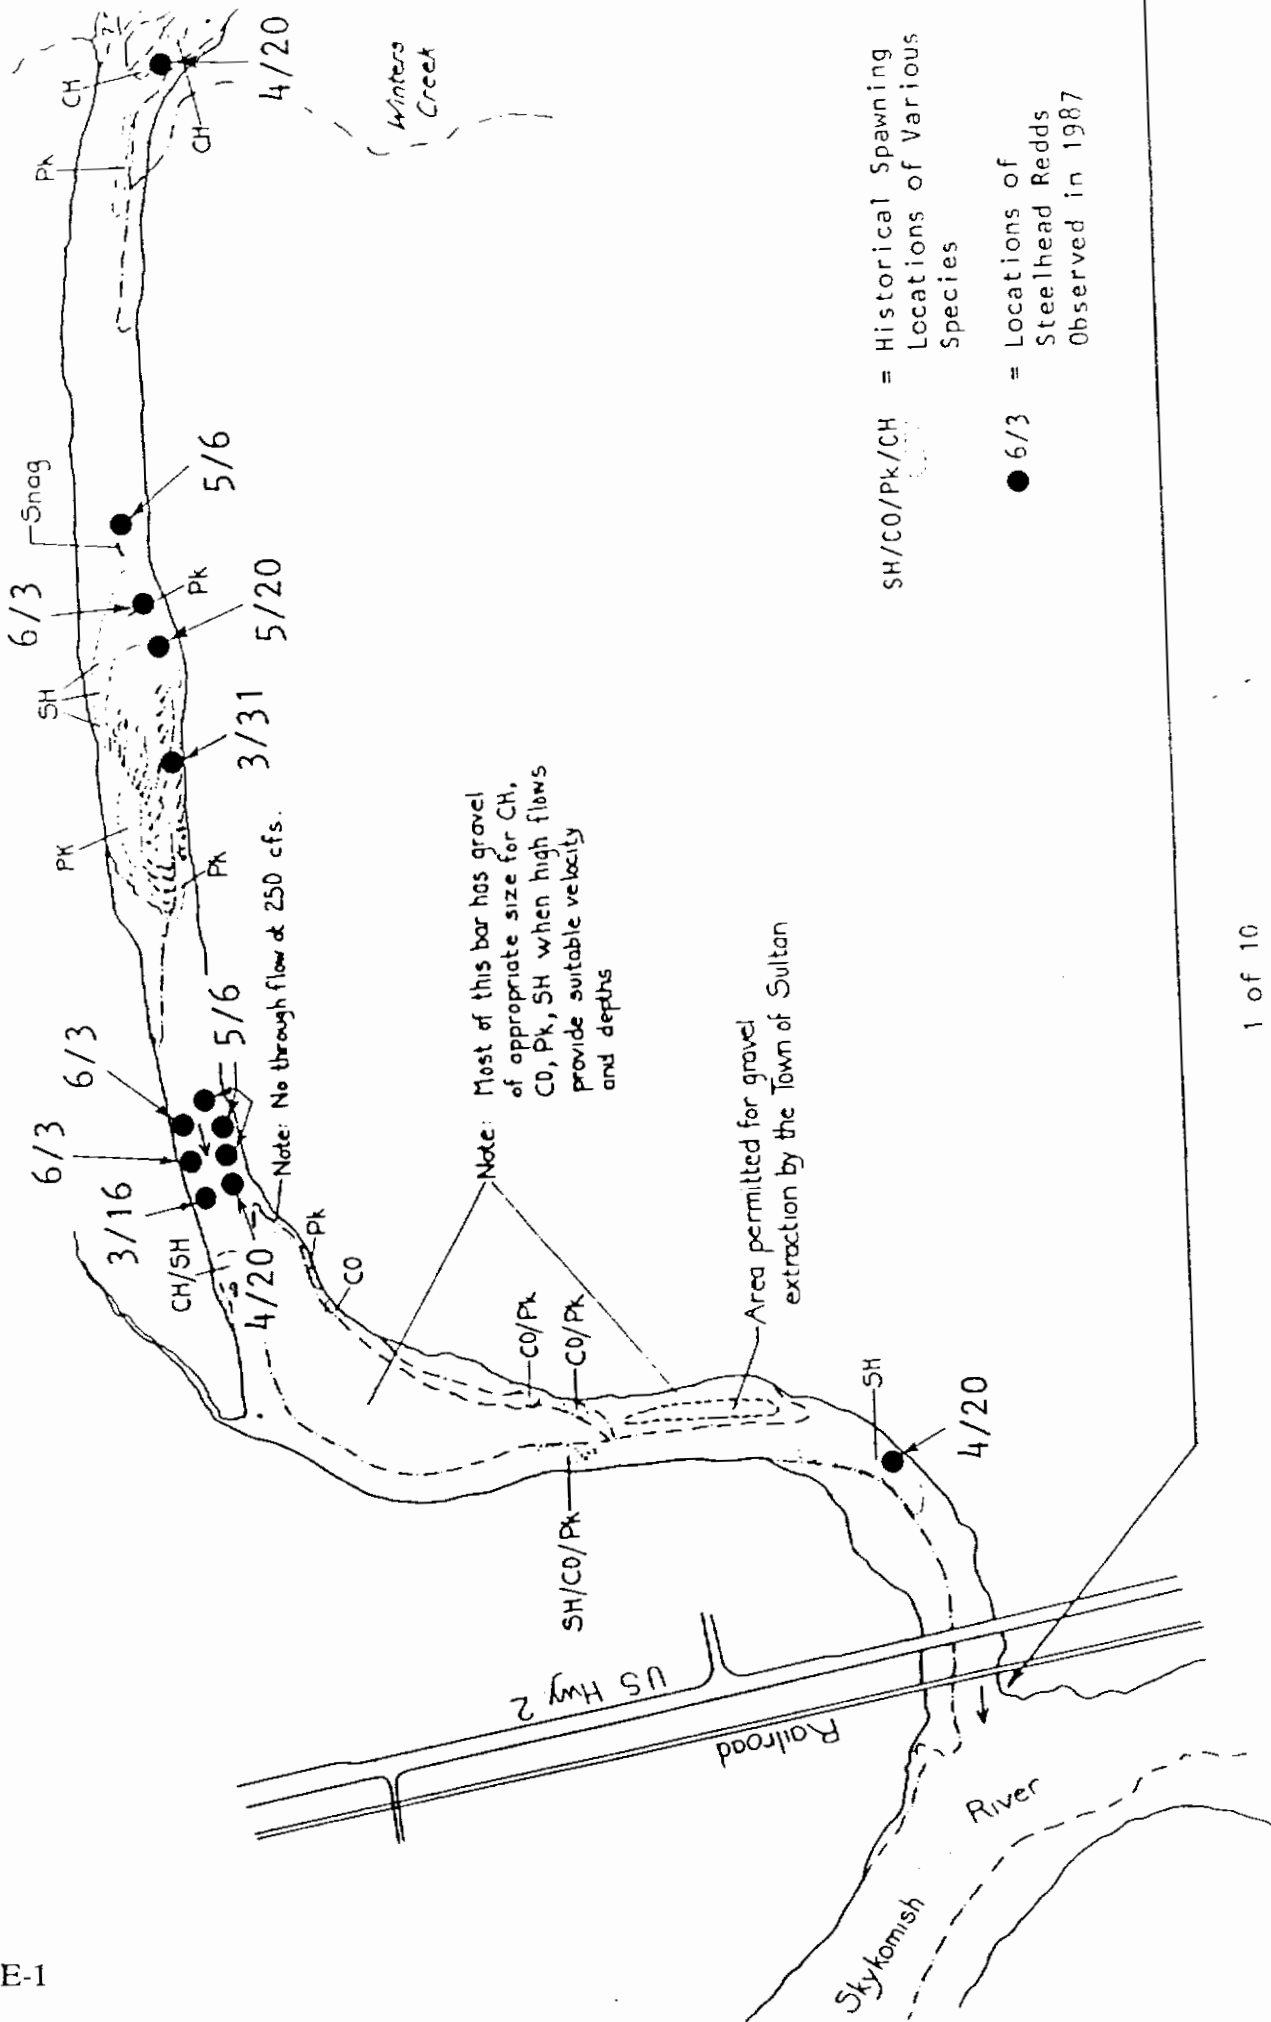 CH
4/20
Pk
CH
Winters
Creek
Snag
5/6
6/3
Pk
5/20
SH
3/31
PK
Pk
6/3
5/6
6/3
3/16
Note: No through flow at 250 cfs.
CH/SH
4/20
Pk
CO
Note: Most of this bar has gravel
of appropriate size for CH,
CO, Pk, SH when high flows
provide suitable velocity
and depths
CO/Pk
CO/Pk
Area permitted for gravel
extraction by the Town of Sultan
SH/CO/Pk
SH
4/20
US Hwy 2
Railroad
Skykomish
River
SH/CO/Pk/CH = Historical Spawning
Locations of Various
Species
6/3 = Locations of
Steelhead Redds
Observed in 1987
1 of 10
E-1